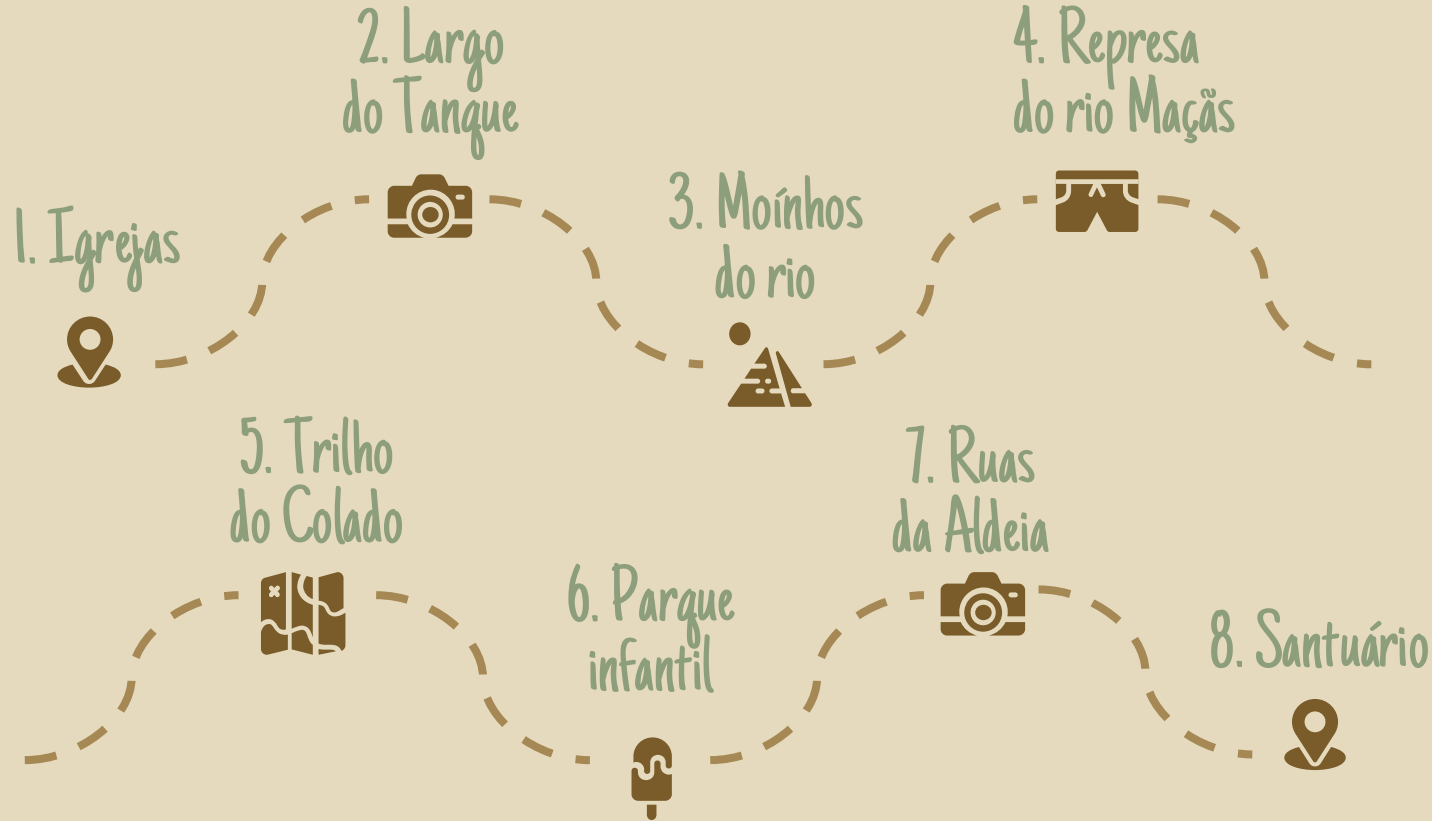 1. Igrejas
2. Largo
do Tanque
3. Moínhos
do rio
4. Represa
do rio Maçãs
5. Trilho
do Colado
6. Parque
infantil
7. Ruas
da Aldeia
8. Santuário